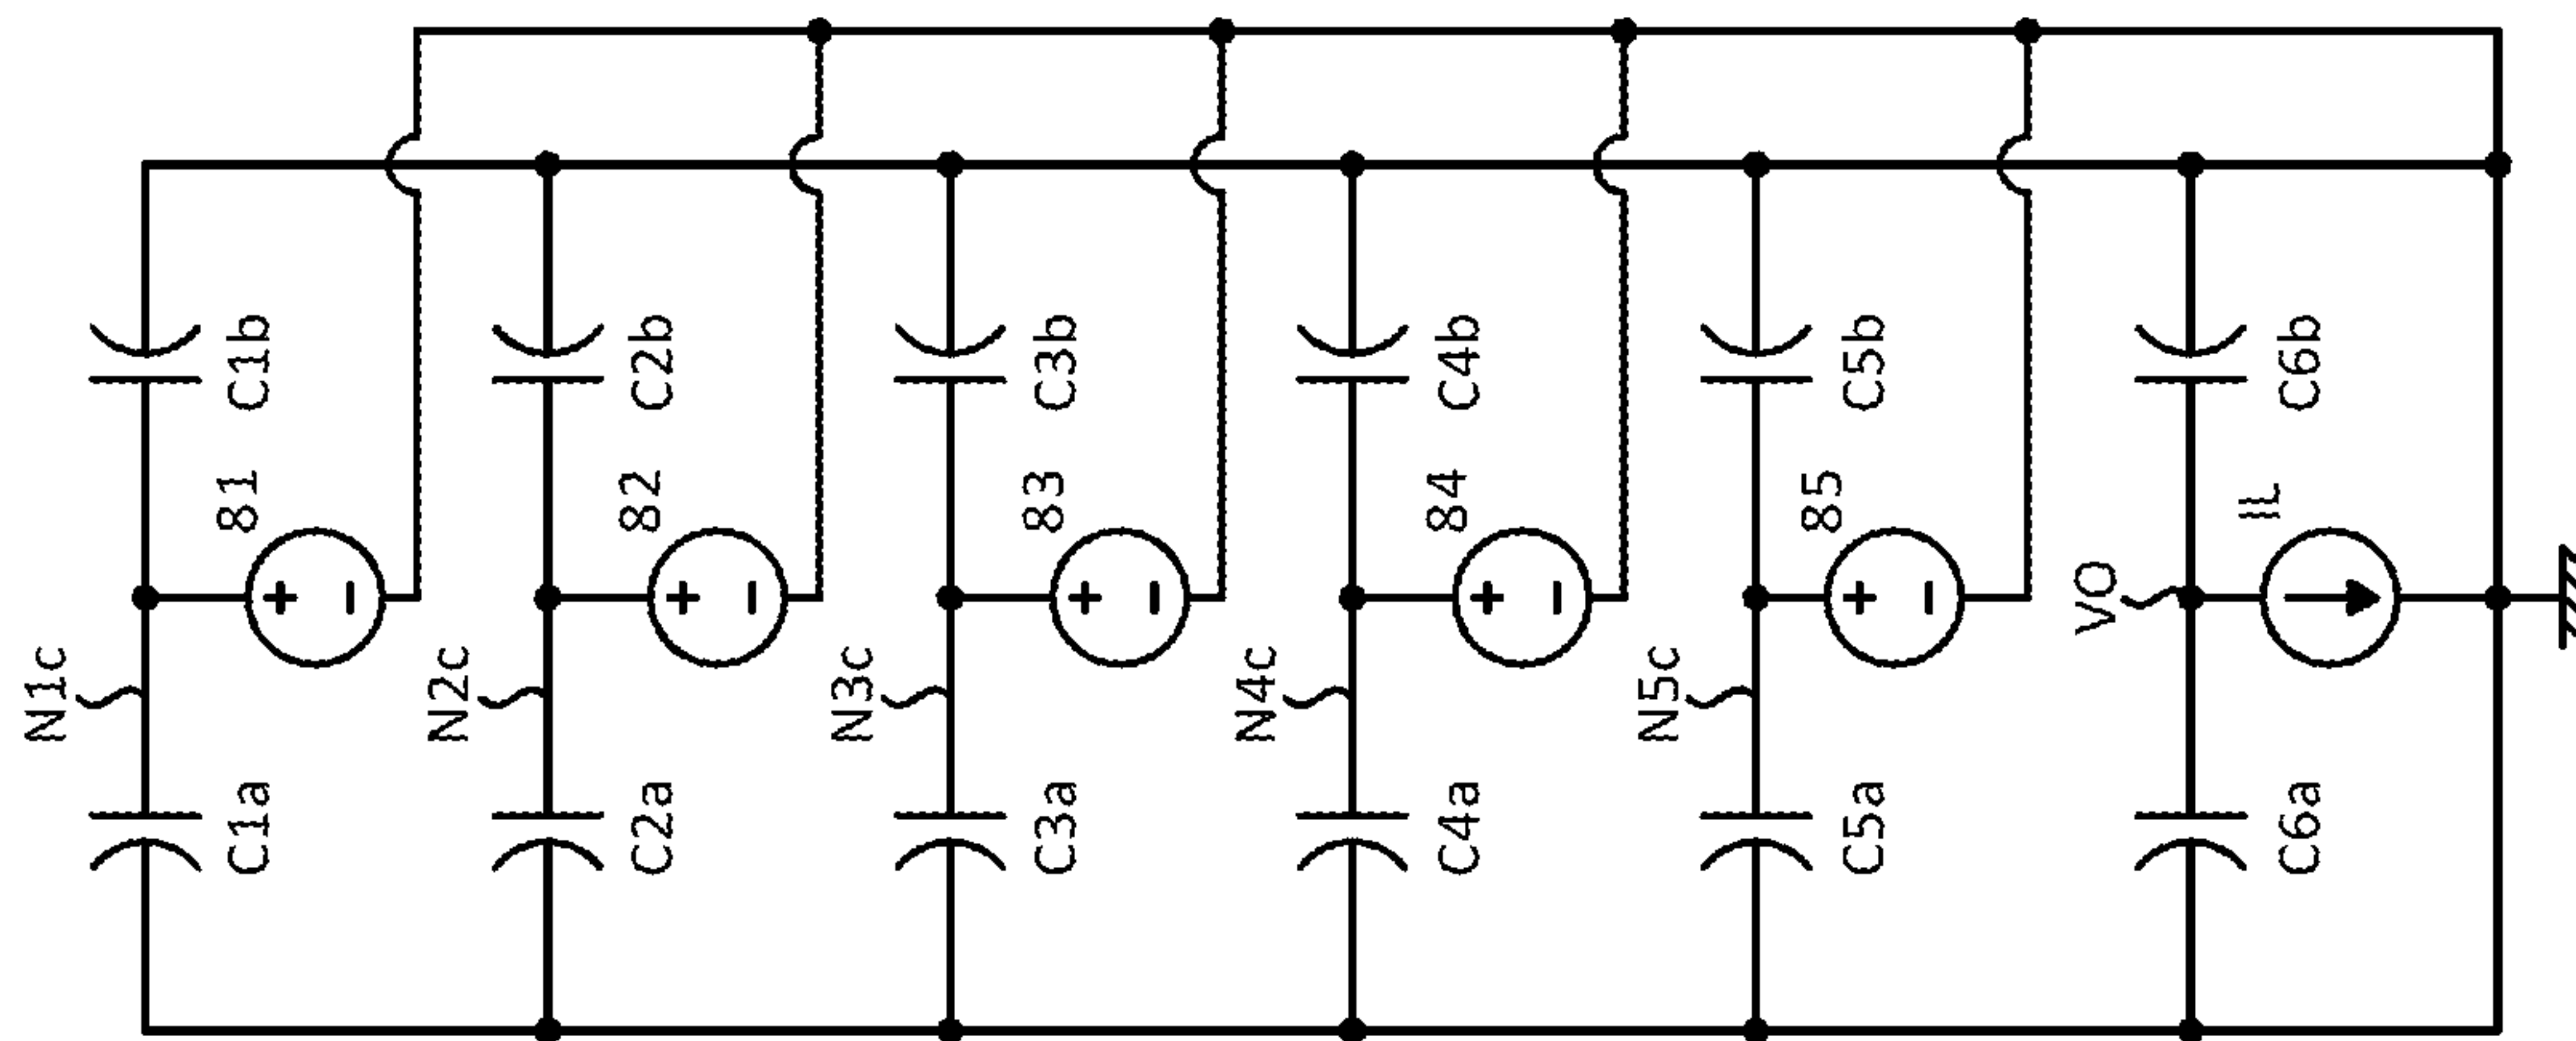 C1b
C2b
C3b
C4b
C5b
C6b
81
82
83
84
85
IL
N1c
N2c
N3c
N4c
N5c
VO
C1a
C2a
C3a
C4a
C5a
C6a
+ −
+ −
+ −
+ −
+ −